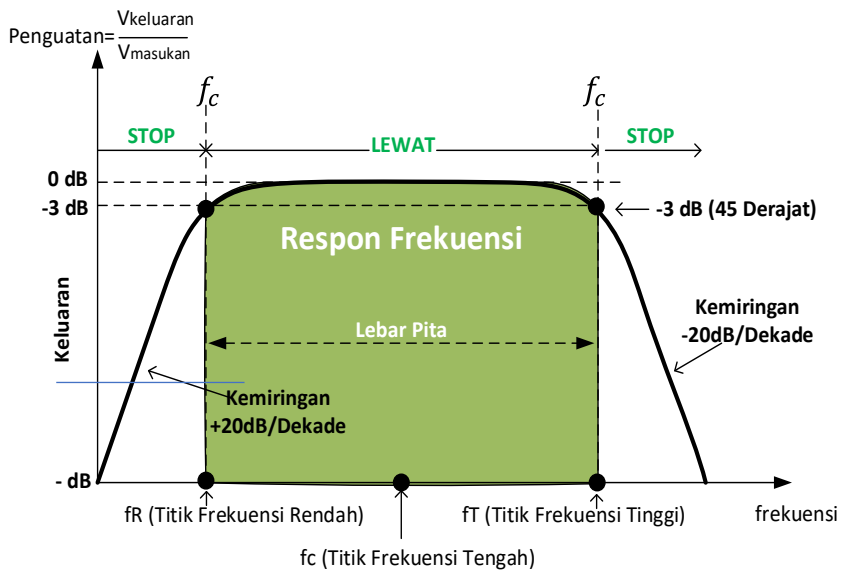 Vkeluaran
Penguatan=
Vmasukan
fc
fc
STOP
LEWAT
STOP
0 dB
-3 dB
-3 dB (45 Derajat)
Respon Frekuensi
Keluaran
Lebar Pita
Kemiringan
-20dB/Dekade
Kemiringan
+20dB/Dekade
- dB
fR (Titik Frekuensi Rendah)
fT (Titik Frekuensi Tinggi)
frekuensi
fc (Titik Frekuensi Tengah)